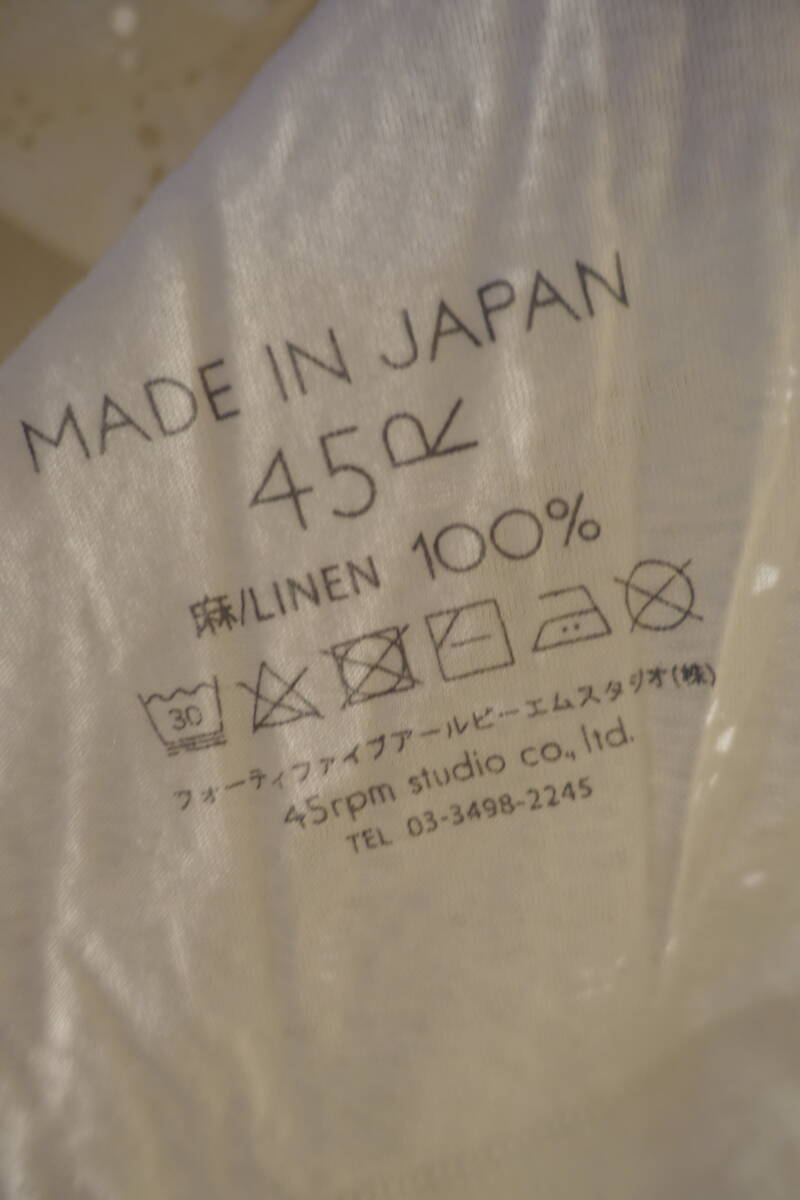 MADE IN JAPAN
45R
麻/LINEN 100%
30
フォーティファイブアールピーエムスタジオ(株)
45rpm studio co., ltd.
TEL 03-3498-2245